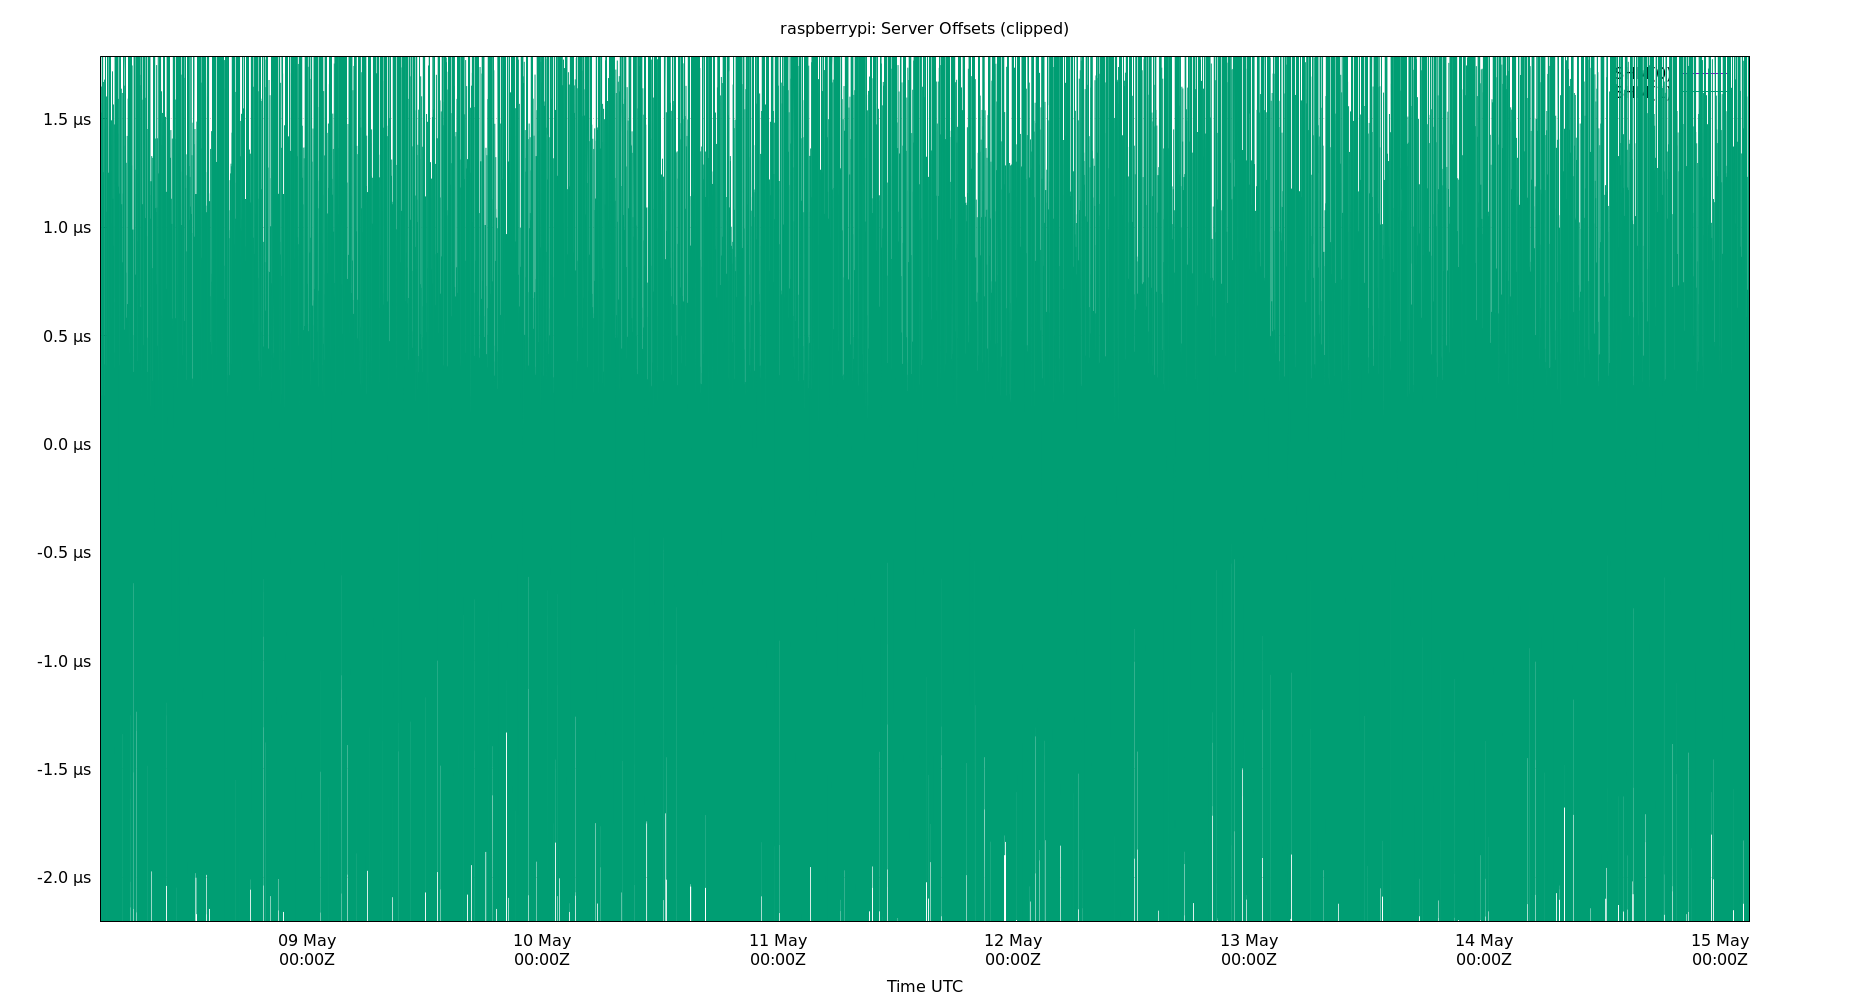 raspberrypi: Server Offsets (clipped)
1.5 µs
1.0 µs
0.5 µs
0.0 µs
-0.5 µs
-1.0 µs
-1.5 µs
-2.0 µs
09 May 00:00Z
10 May 00:00Z
11 May 00:00Z
12 May 00:00Z
13 May 00:00Z
14 May 00:00Z
15 May 00:00Z
Time UTC